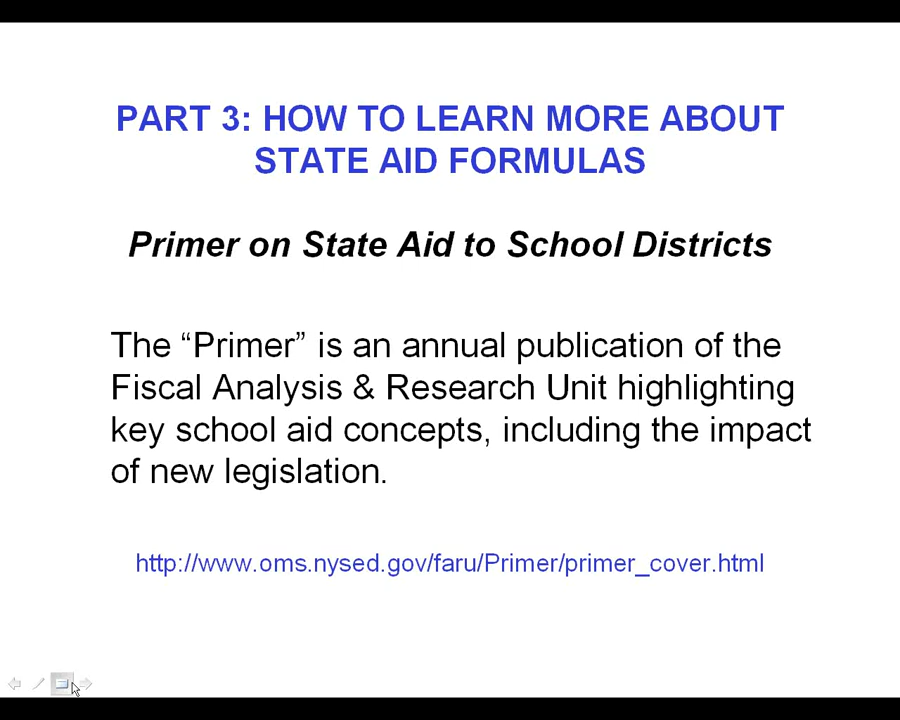 PART 3: HOW TO LEARN MORE ABOUT
STATE AID FORMULAS
Primer on State Aid to School Districts
The “Primer” is an annual publication of the
Fiscal Analysis & Research Unit highlighting
key school aid concepts, including the impact
of new legislation.
http://www.oms.nysed.gov/faru/Primer/primer_cover.html